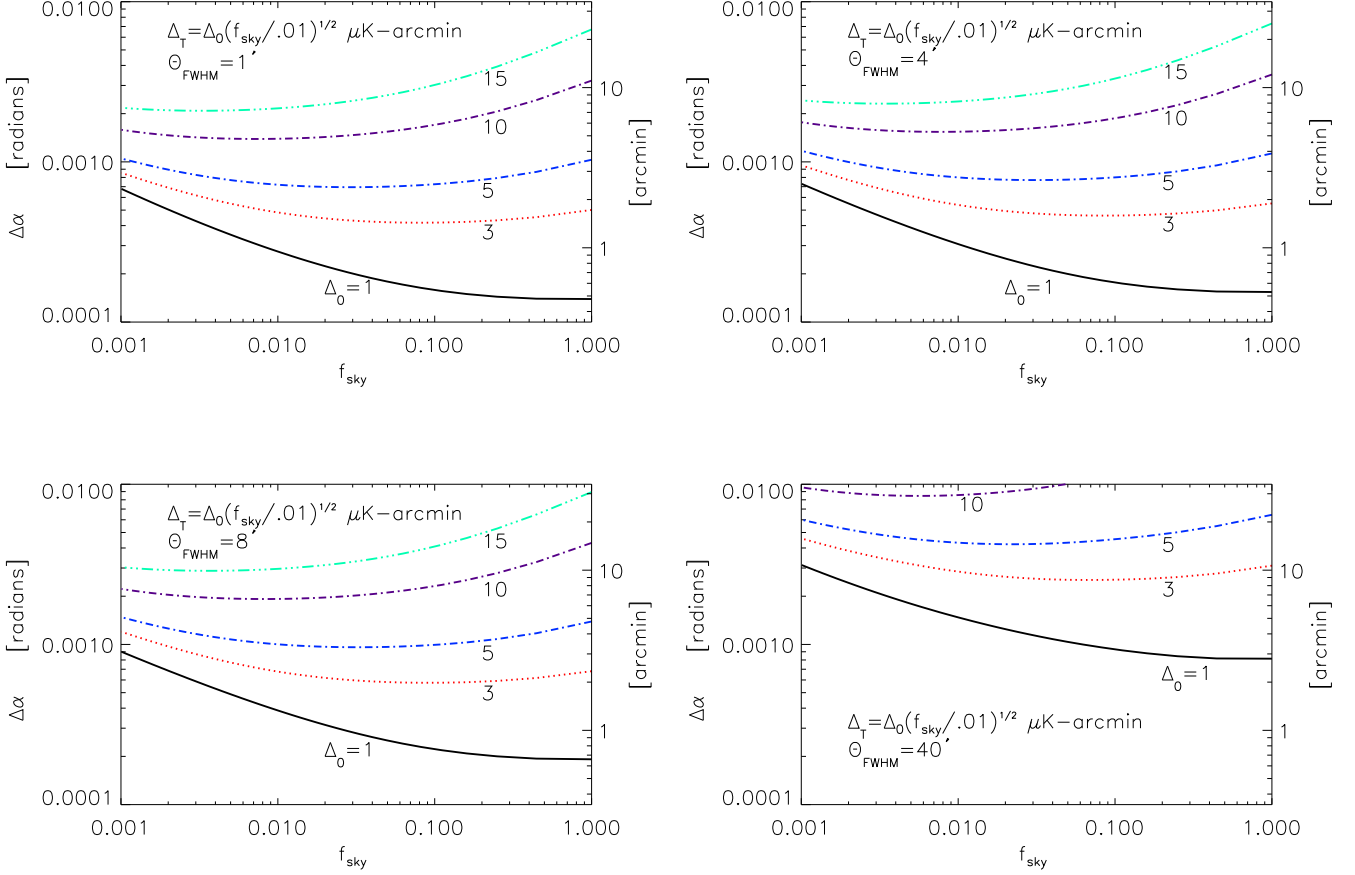 0.0100
Δ_T=Δ_0(f_sky/.01)^1/2 μK−arcmin
Θ_FWHM=1′
15
10
5
3
Δ_0=1
0.0010
0.0001
Δα [radians]
10
1
[arcmin]
0.001 0.010 0.100 1.000
f_sky
0.0100
Δ_T=Δ_0(f_sky/.01)^1/2 μK−arcmin
Θ_FWHM=4′
15
10
5
3
Δ_0=1
0.0010
0.0001
Δα [radians]
10
1
[arcmin]
0.001 0.010 0.100 1.000
f_sky
0.0100
Δ_T=Δ_0(f_sky/.01)^1/2 μK−arcmin
Θ_FWHM=8′
15
10
5
3
Δ_0=1
0.0010
0.0001
Δα [radians]
10
1
[arcmin]
0.001 0.010 0.100 1.000
f_sky
0.0100
10
5
3
Δ_0=1
Δ_T=Δ_0(f_sky/.01)^1/2 μK−arcmin
Θ_FWHM=40′
0.0010
0.0001
Δα [radians]
10
1
[arcmin]
0.001 0.010 0.100 1.000
f_sky